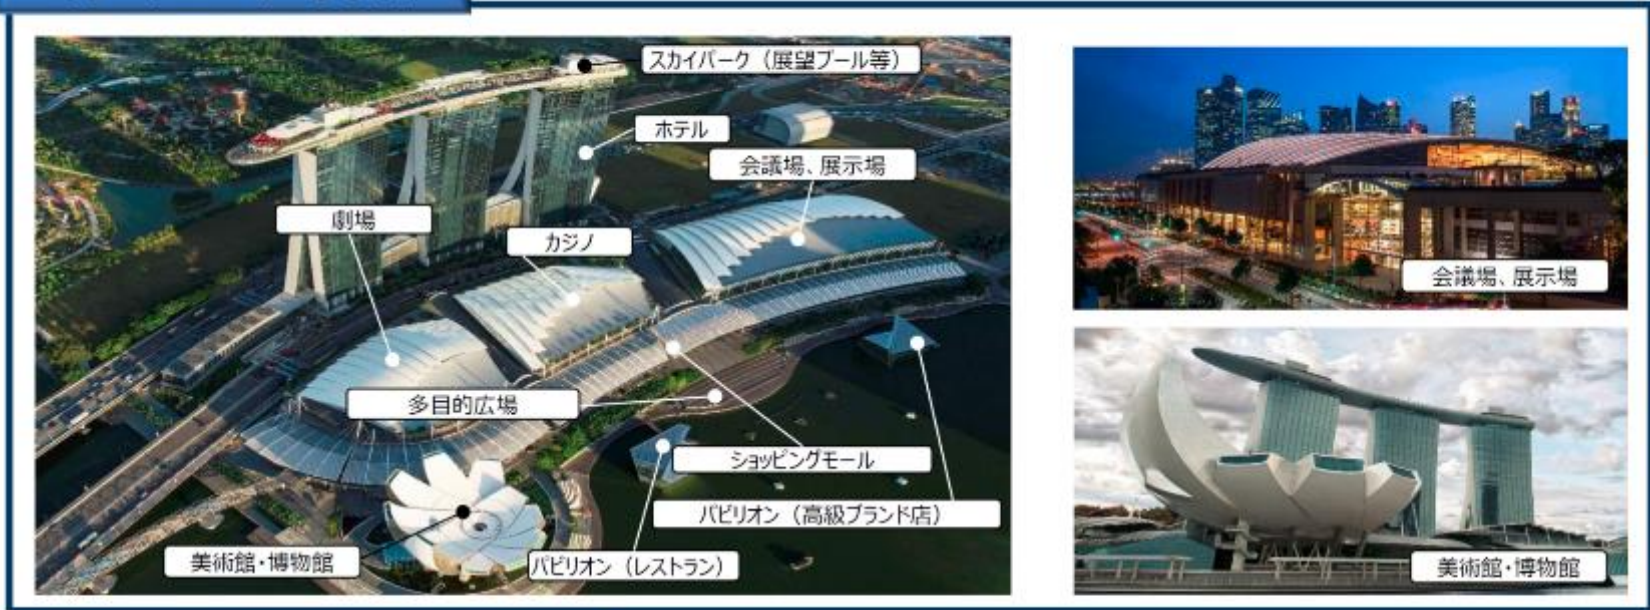 スカイパーク（展望プール等）
ホテル
会議場、展示場
劇場
カジノ
多目的広場
ショッピングモール
パビリオン（高級ブランド店）
美術館・博物館
パビリオン（レストラン）
会議場、展示場
美術館・博物館